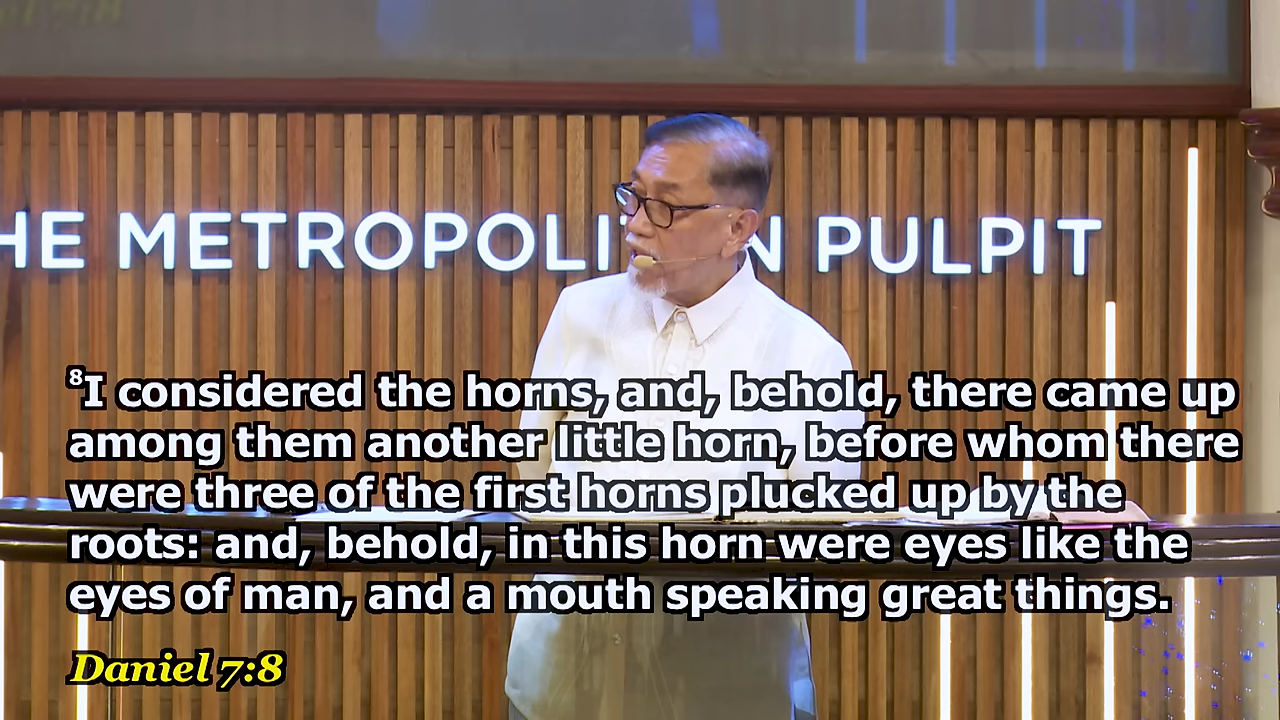 7:8
HE METROPOLI N PULPIT
⁸I considered the horns, and, behold, there came up
among them another little horn, before whom there
were three of the first horns plucked up by the
roots: and, behold, in this horn were eyes like the
eyes of man, and a mouth speaking great things.
Daniel 7:8